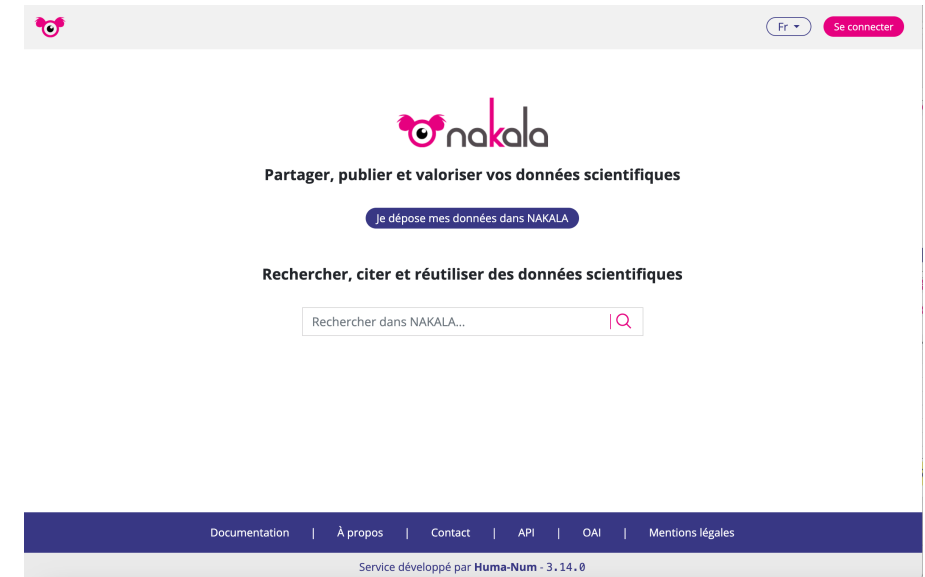 Fr
Se connecter
nakala
Partager, publier et valoriser vos données scientifiques
Je dépose mes données dans NAKALA
Rechercher, citer et réutiliser des données scientifiques
Rechercher dans NAKALA...
Documentation | À propos | Contact | API | OAI | Mentions légales
Service développé par Huma-Num - 3.14.0